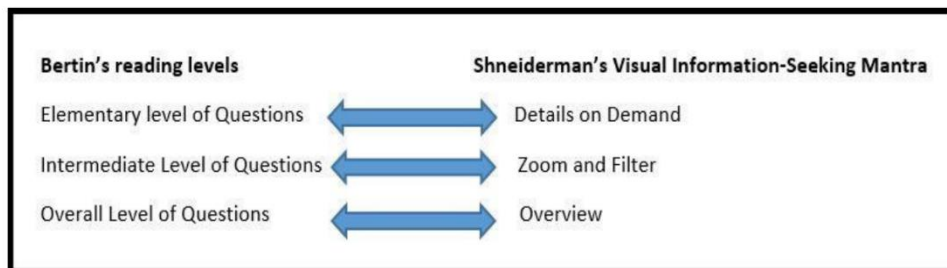 Bertin's reading levels Shneiderman's Visual Information-Seeking Mantra
Elementary level of Questions Details on Demand
Intermediate Level of Questions Zoom and Filter
Overall Level of Questions Overview